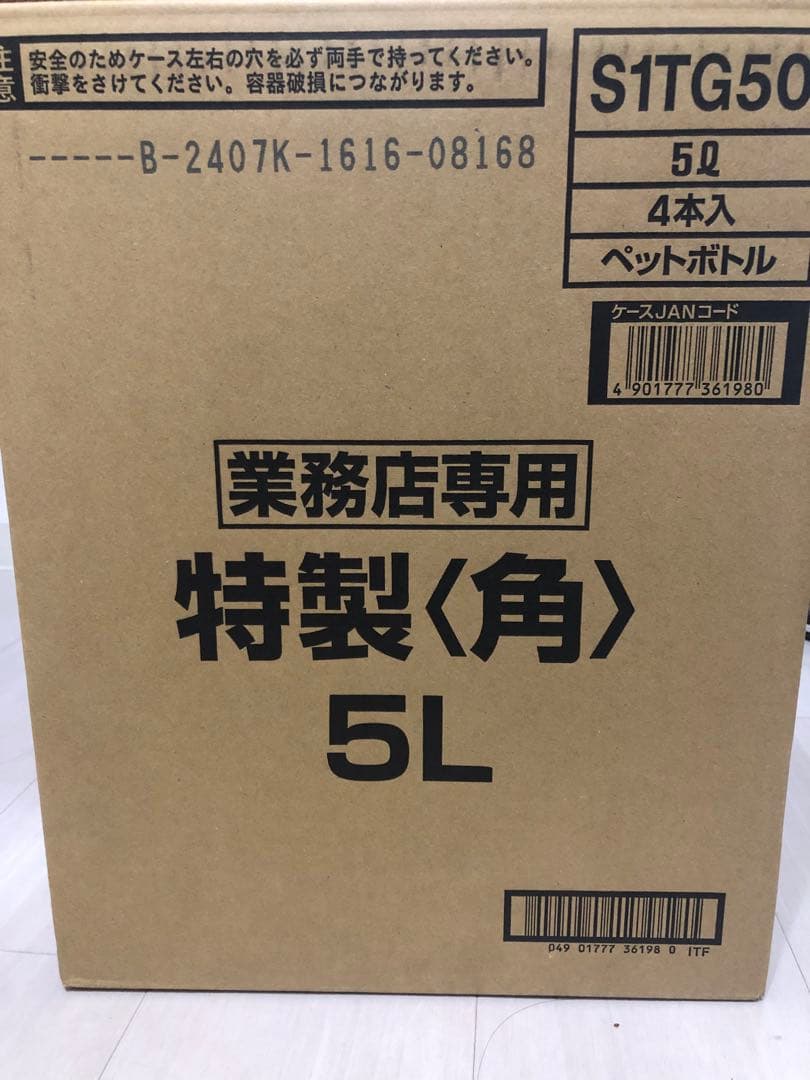 注意
安全のためケース左右の穴を必ず両手で持ってください。
衝撃をさけてください。容器破損につながります。
S1TG50
-----B-2407K-1616-08168
5ℓ
4本入
ペットボトル
ケースJANコード
4 901777 361980
業務店専用
特製〈角〉
5L
049 01777 36198 0 ITF